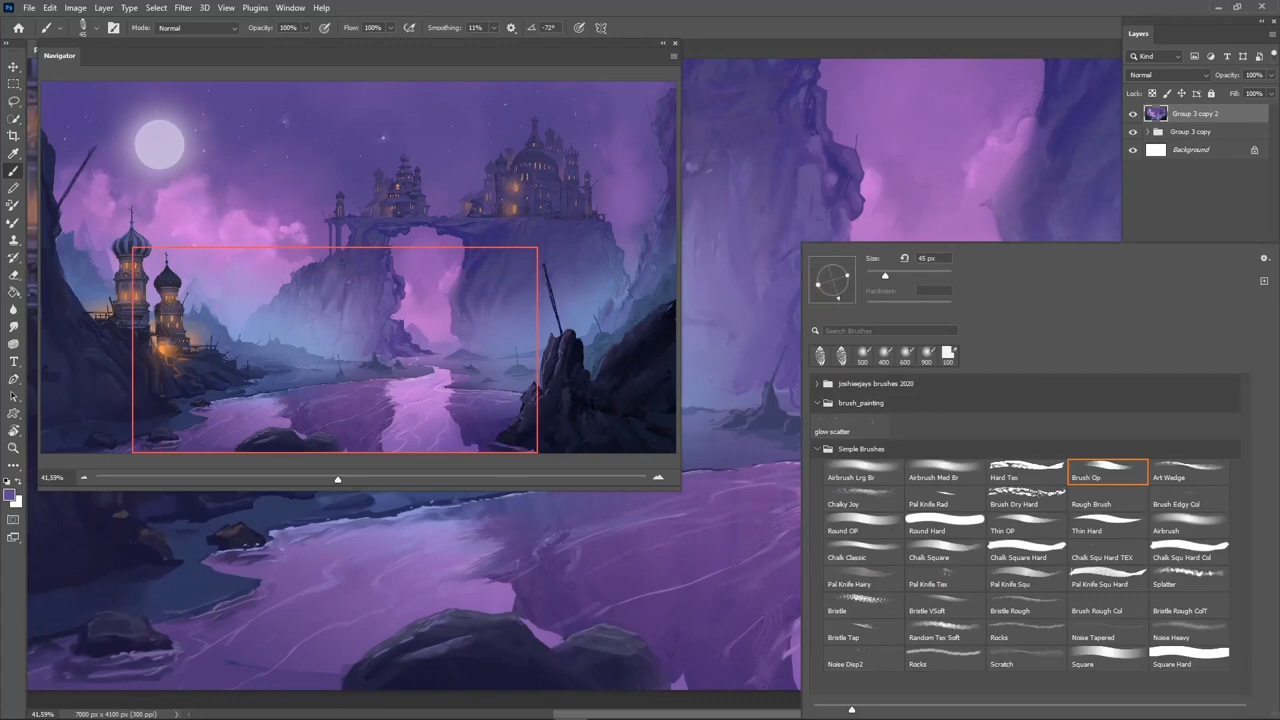 Ps File Edit Image Layer Type Select Filter 3D View Plugins Window Help
45 Mode: Normal Opacity: 100% Flow: 100% Smoothing: 11% -72°
Navigator
41,59%
Layers
Kind
Normal Opacity: 100%
Lock: Fill: 100%
Group 3 copy 2
Group 3 copy
Background
Size: 45 px
Hardness:
Search Brushes
500 400 600 900 100
joshieejays brushes 2020
brush_painting
glow scatter
Simple Brushes
Airbrush Lrg Br Airbrush Med Br Hard Tex Brush Op Art Wedge
Chalky Joy Pal Knife Rad Brush Dry Hard Rough Brush Brush Edgy Col
Round OP Round Hard Thin OP Thin Hard Airbrush
Chalk Classic Chalk Square Chalk Square Hard Chalk Squ Hard TEX Chalk Squ Hard Col
Pal Knife Hairy Pal Knife Tex Pal Knife Squ Pal Knife Squ Hard Splatter
Bristle Bristle VSoft Bristle Rough Brush Rough Col Bristle Rough ColT
Bristle Tap Random Tex Soft Rocks Noise Tapered Noise Heavy
Noise Disp2 Rocks Scratch Square Square Hard
41,59% 7000 px x 4100 px (300 ppi)